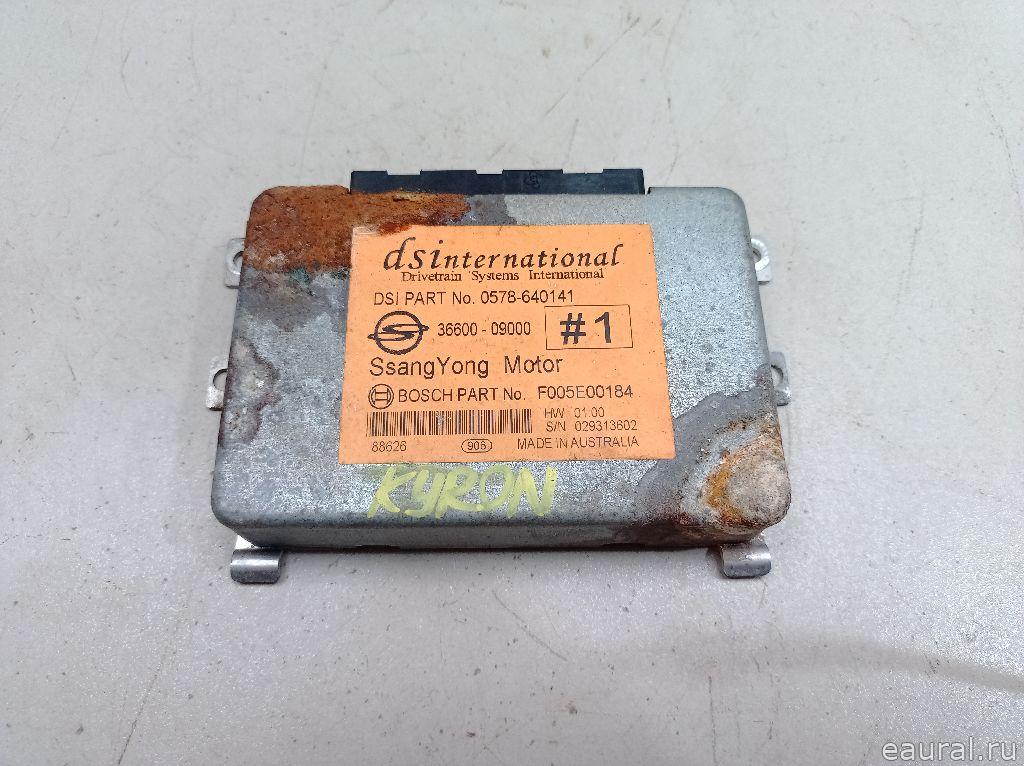 dsinternational
Drivetrain Systems International
DSI PART No. 0578-640141
36600 - 09000 #1
SsangYong Motor
BOSCH PART No. F005E00184
HW 01.00
S/N 029313602
88626 906 MADE IN AUSTRALIA
KYRON
eaural.ru